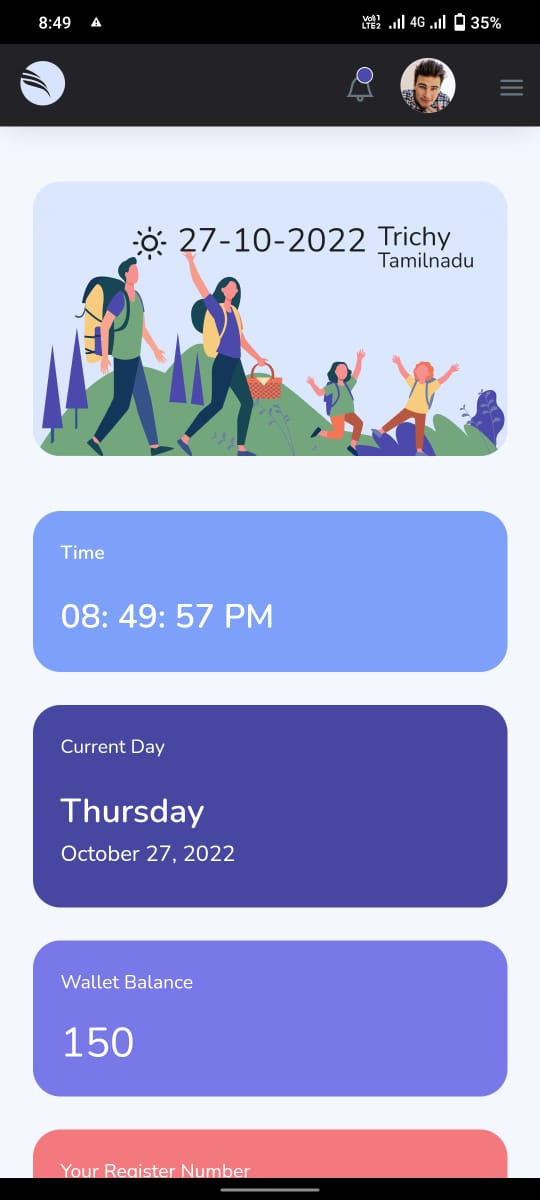 8:49
Vo)) 1
LTE2
4G
35%
27-10-2022
Trichy
Tamilnadu
Time
08: 49: 57 PM
Current Day
Thursday
October 27, 2022
Wallet Balance
150
Your Register Number